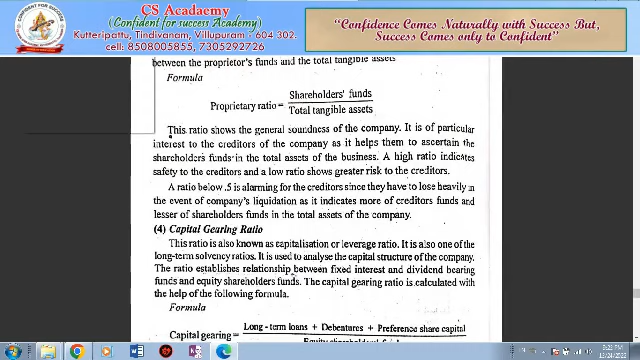 CONFIDENT FOR SUCCESS
CS Acadaemy
(Confident for success Academy)
Kutteripattu, Tindivanam, Villupuram - 604 302.
cell: 8508005855, 7305292726
"Confidence Comes Naturally with Success But,
Success Comes only to Confident"
between the proprietor's funds and the total tangible assets
Formula
Proprietary ratio = Shareholders' funds
Total tangible assets
This ratio shows the general soundness of the company. It is of particular
interest to the creditors of the company as it helps them to ascertain the
shareholders funds in the total assets of the business. A high ratio indicates
safety to the creditors and a low ratio shows greater risk to the creditors.
A ratio below .5 is alarming for the creditors since they have to lose heavily in
the event of company's liquidation as it indicates more of creditors funds and
lesser of shareholders funds in the total assets of the company.
(4) Capital Gearing Ratio
This ratio is also known as capitalisation or leverage ratio. It is also one of the
long-term solvency ratios. It is used to analyse the capital structure of the company.
The ratio establishes relationship between fixed interest and dividend bearing
funds and equity shareholders funds. The capital gearing ratio is calculated with
the help of the following formula.
Formula
Capital gearing = Long - term loans + Debentures + Preference share capital
EN